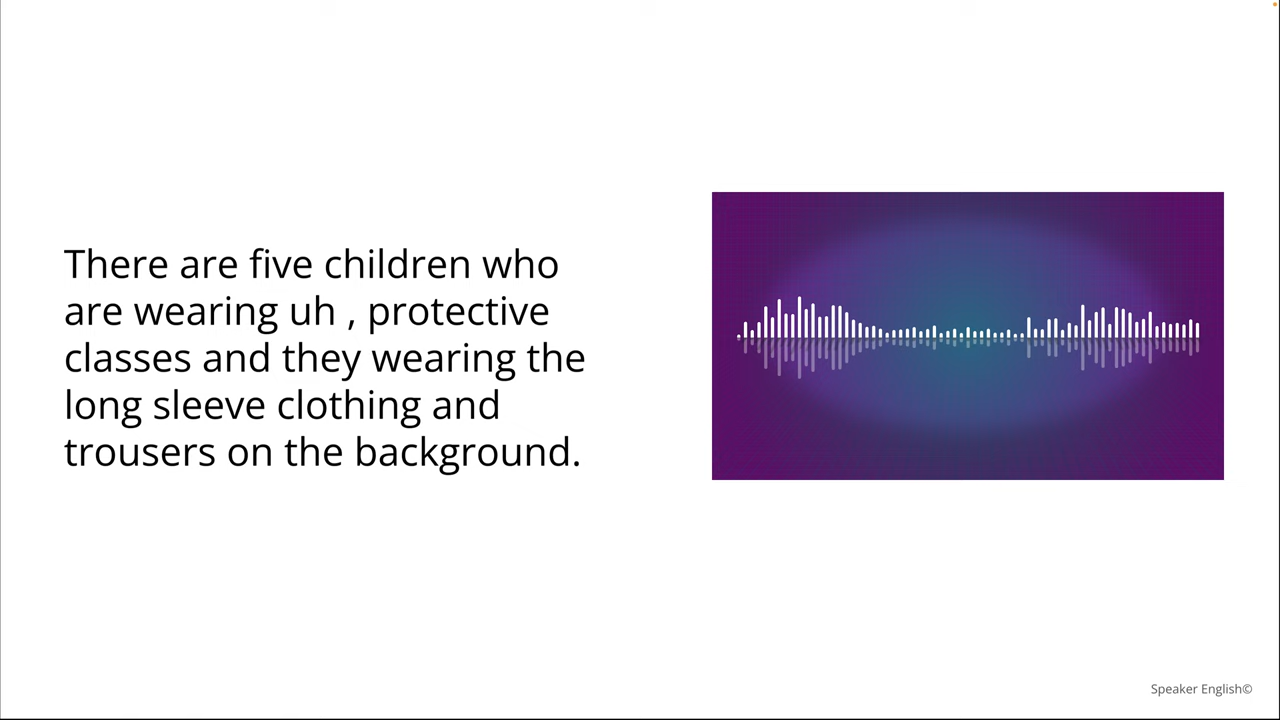 There are five children who
are wearing uh , protective
classes and they wearing the
long sleeve clothing and
trousers on the background.
Speaker English©